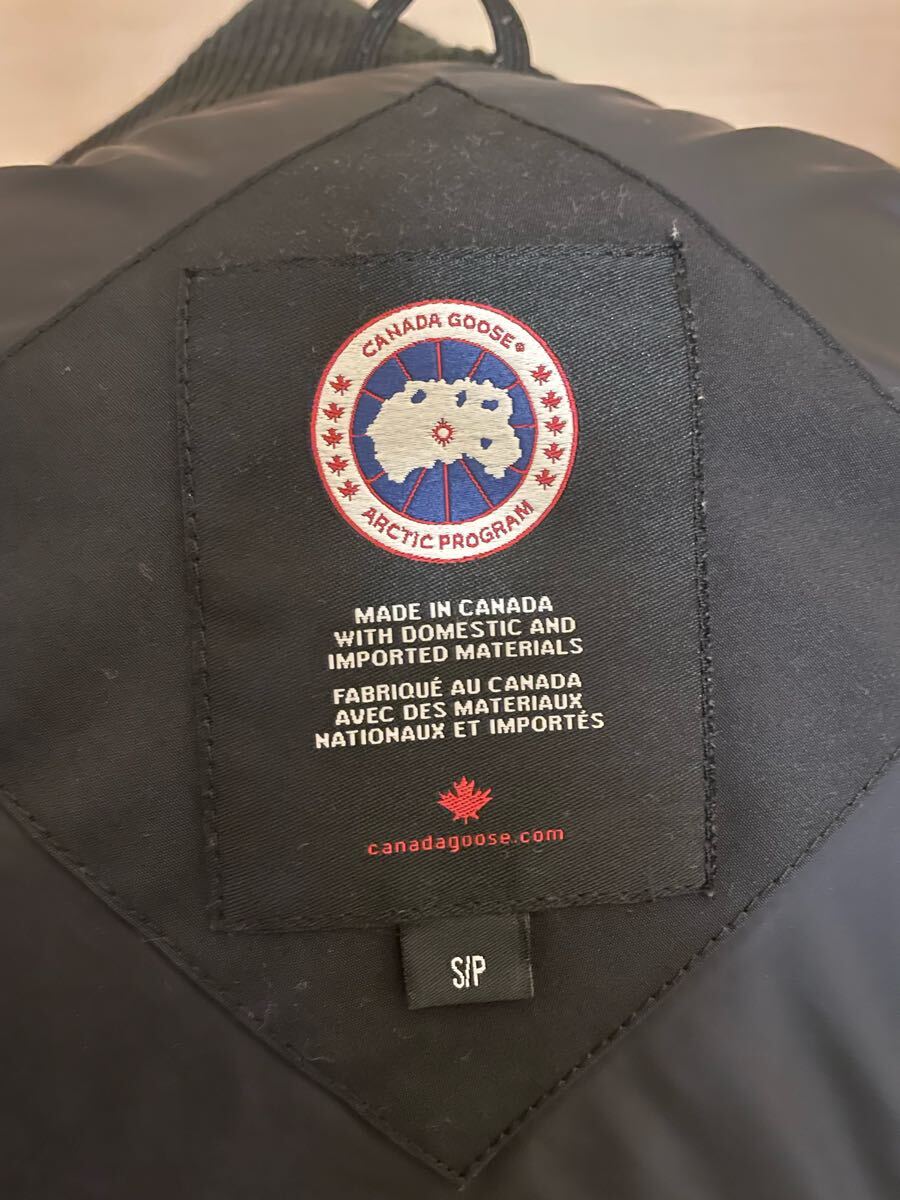 CANADA GOOSE®
ARCTIC PROGRAM
MADE IN CANADA
WITH DOMESTIC AND
IMPORTED MATERIALS
FABRIQUÉ AU CANADA
AVEC DES MATERIAUX
NATIONAUX ET IMPORTÉS
canadagoose.com
S/P